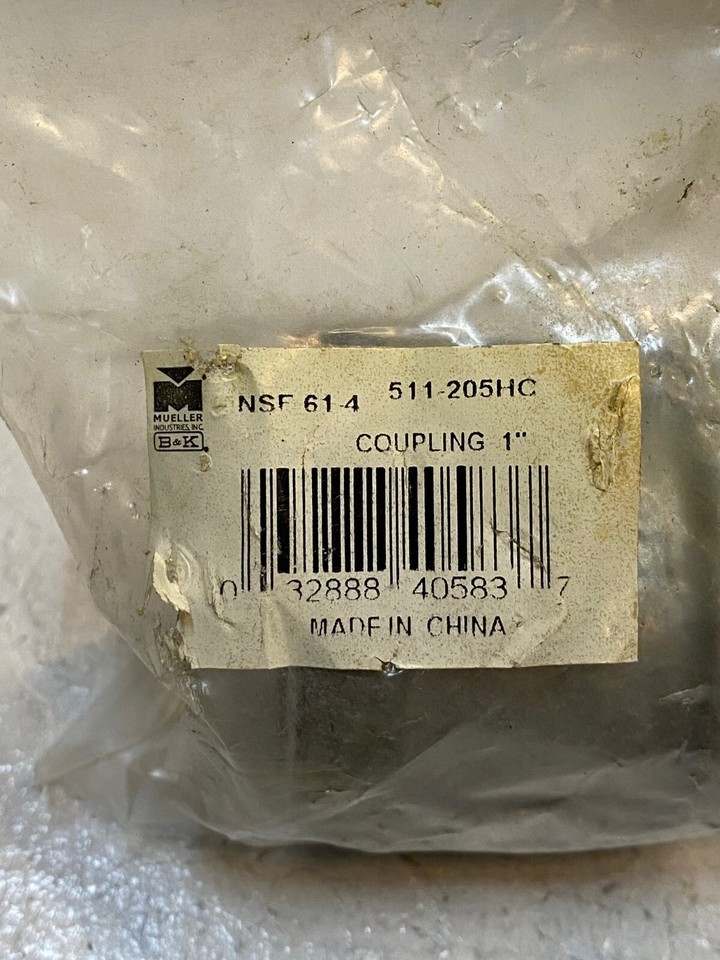 NSF 61-4 511-205HC
MUELLER
INDUSTRIES, INC.
B&K
COUPLING 1"
0 32888 40583 7
MADE IN CHINA